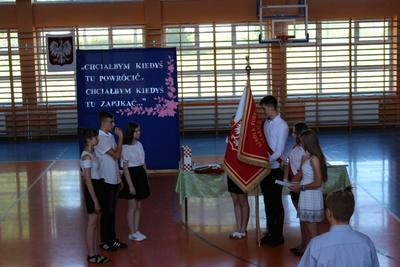 „CHCIAŁBYM KIEDYŚ
TU POWRÓCIĆ,
CHCIAŁBYM KIEDYŚ
TU ZAPUKAĆ..."